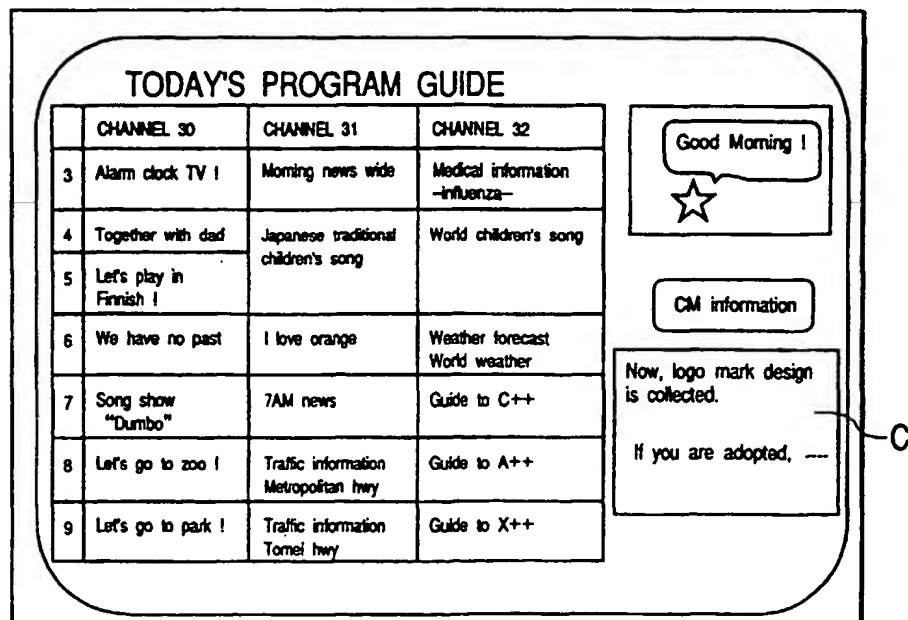 TODAY'S PROGRAM GUIDE
CHANNEL 30 CHANNEL 31 CHANNEL 32
3 Alarm clock TV ! Morning news wide Medical information
-influenza-
4 Together with dad Japanese traditional World children's song
children's song
5 Let's play in
Finnish !
6 We have no past I love orange Weather forecast
World weather
7 Song show 7AM news Guide to C++
"Dumbo"
8 Let's go to zoo ! Traffic information Guide to A++
Metropolitan hwy
9 Let's go to park ! Traffic information Guide to X++
Tomei hwy
Good Morning !
CM information
Now, logo mark design
is collected.
If you are adopted, ---
C